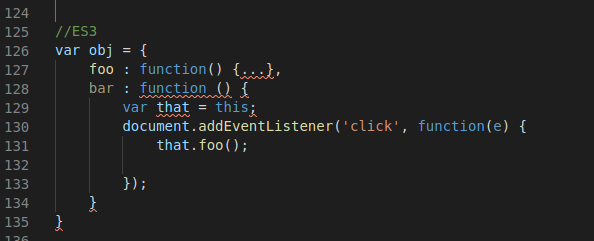 124
125 //ES3
126 var obj = {
127 foo : function() {...},
128 bar : function () {
129 var that = this;
130 document.addEventListener('click', function(e) {
131 that.foo();
132
133 });
134 }
135 }
136